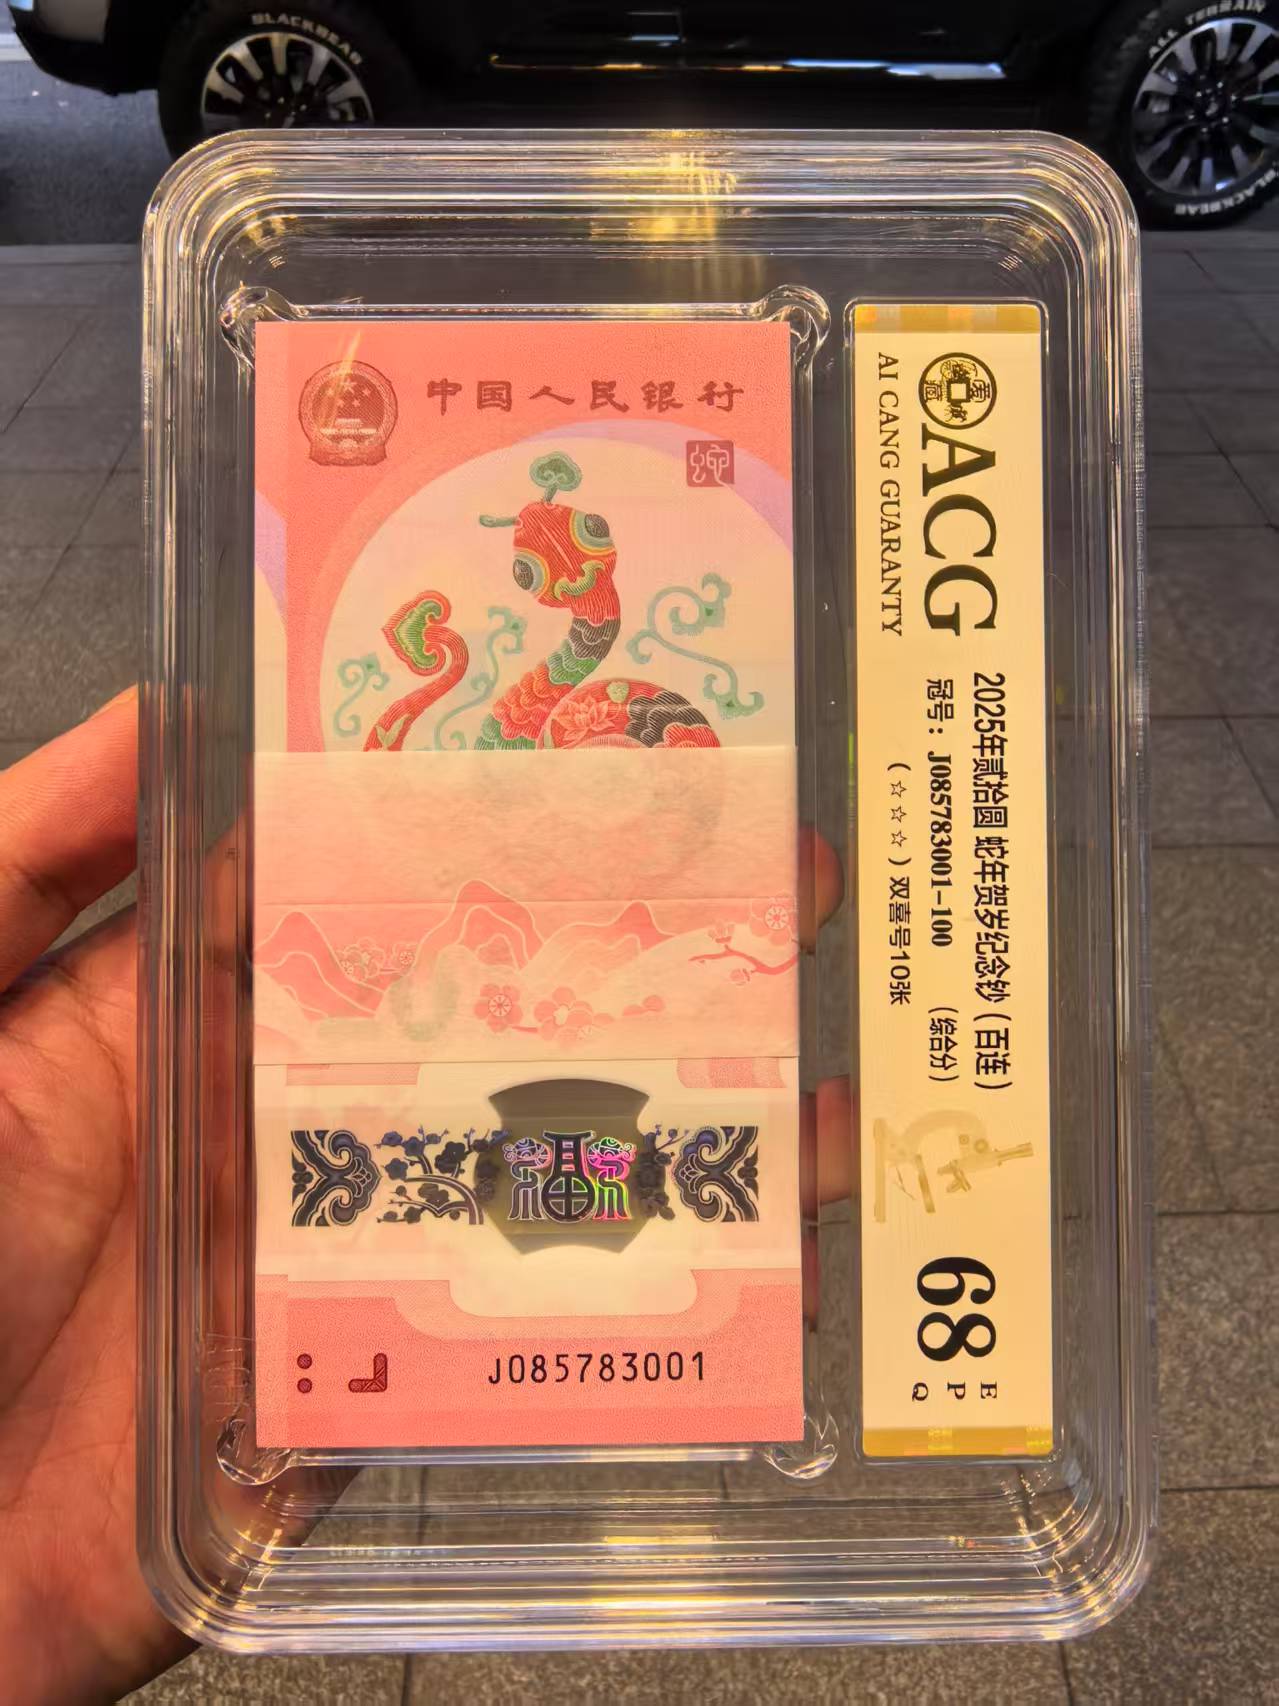 BLACKBEAR
ALL TERRAIN
BLACKBEAR
中国人民银行
J085783001
ACG
AI CANG GUARANTY
2025年贰拾圆 蛇年贺岁纪念钞（百连）
冠号：J085783001-100 （综合分）
（☆☆☆）双喜号10张
68
E
P
Q